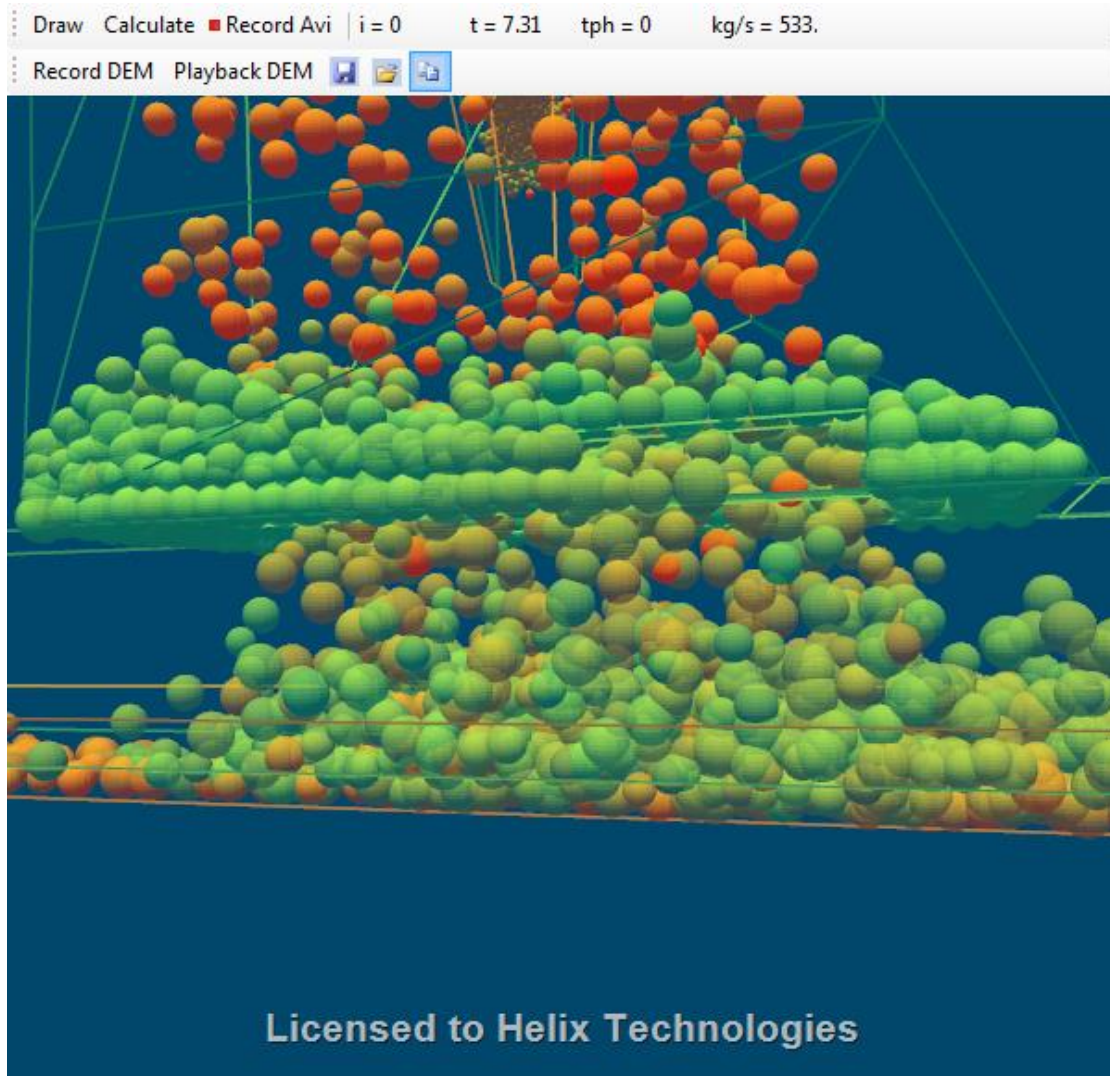 Draw Calculate Record Avi i = 0 t = 7.31 tph = 0 kg/s = 533.
Record DEM Playback DEM
Licensed to Helix Technologies